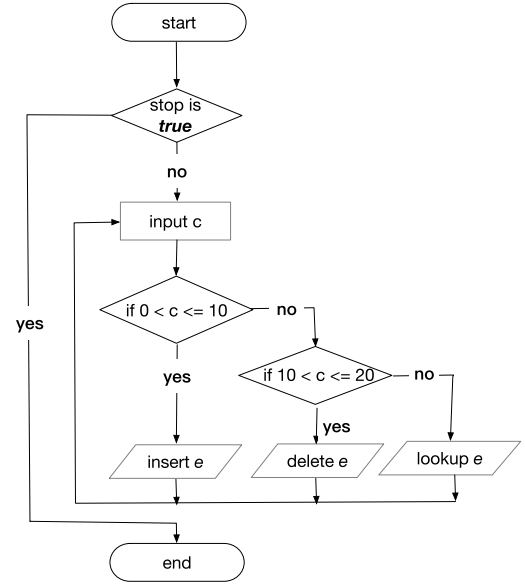 start
stop is
true
no
input c
if 0 < c <= 10
no
yes
yes
if 10 < c <= 20
no
yes
insert e
delete e
lookup e
end